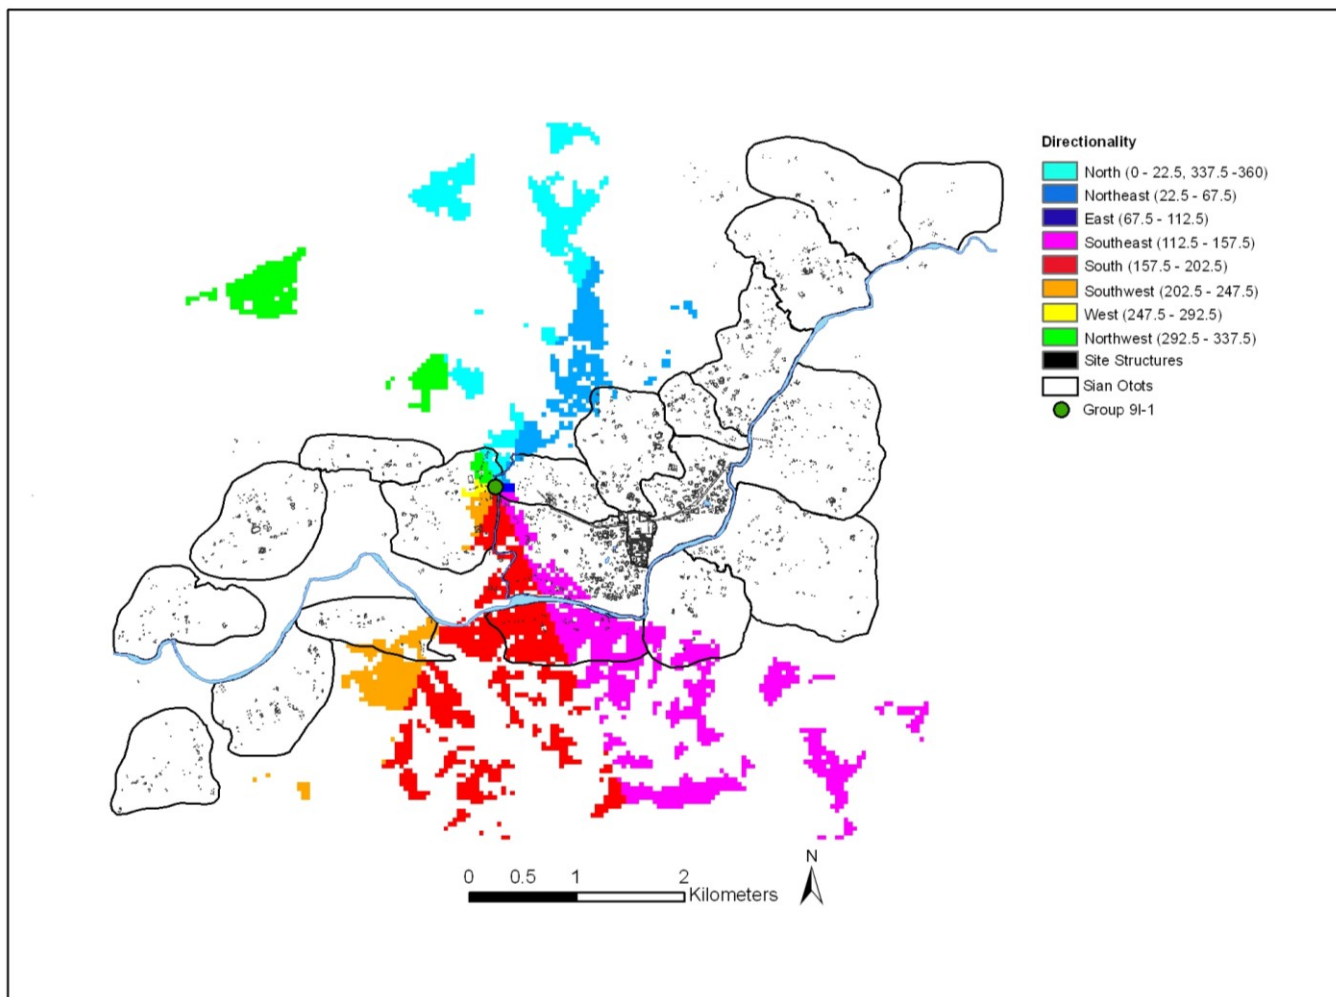 Directionality
North (0 - 22.5, 337.5 -360)
Northeast (22.5 - 67.5)
East (67.5 - 112.5)
Southeast (112.5 - 157.5)
South (157.5 - 202.5)
Southwest (202.5 - 247.5)
West (247.5 - 292.5)
Northwest (292.5 - 337.5)
Site Structures
Sian Otots
Group 9I-1
N
0 0.5 1 2
Kilometers